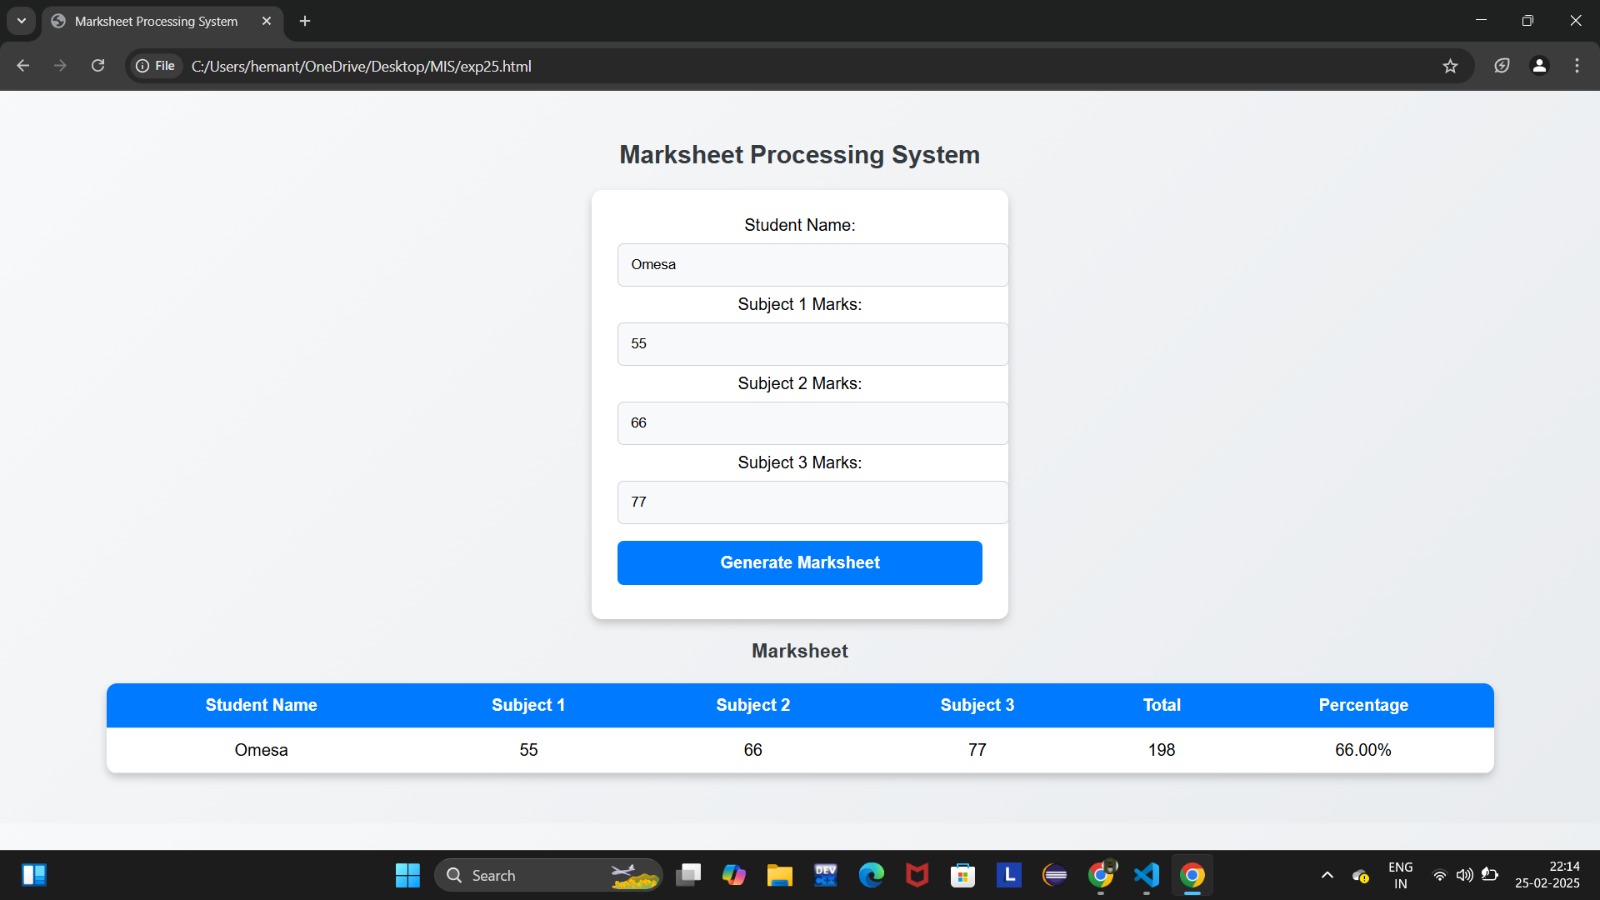 Marksheet Processing System
File C:/Users/hemant/OneDrive/Desktop/MIS/exp25.html
Marksheet Processing System
Student Name:
Omesa
Subject 1 Marks:
55
Subject 2 Marks:
66
Subject 3 Marks:
77
Generate Marksheet
Marksheet
Student Name Subject 1 Subject 2 Subject 3 Total Percentage
Omesa 55 66 77 198 66.00%
Search
DEV
L
ENG
IN
22:14
25-02-2025